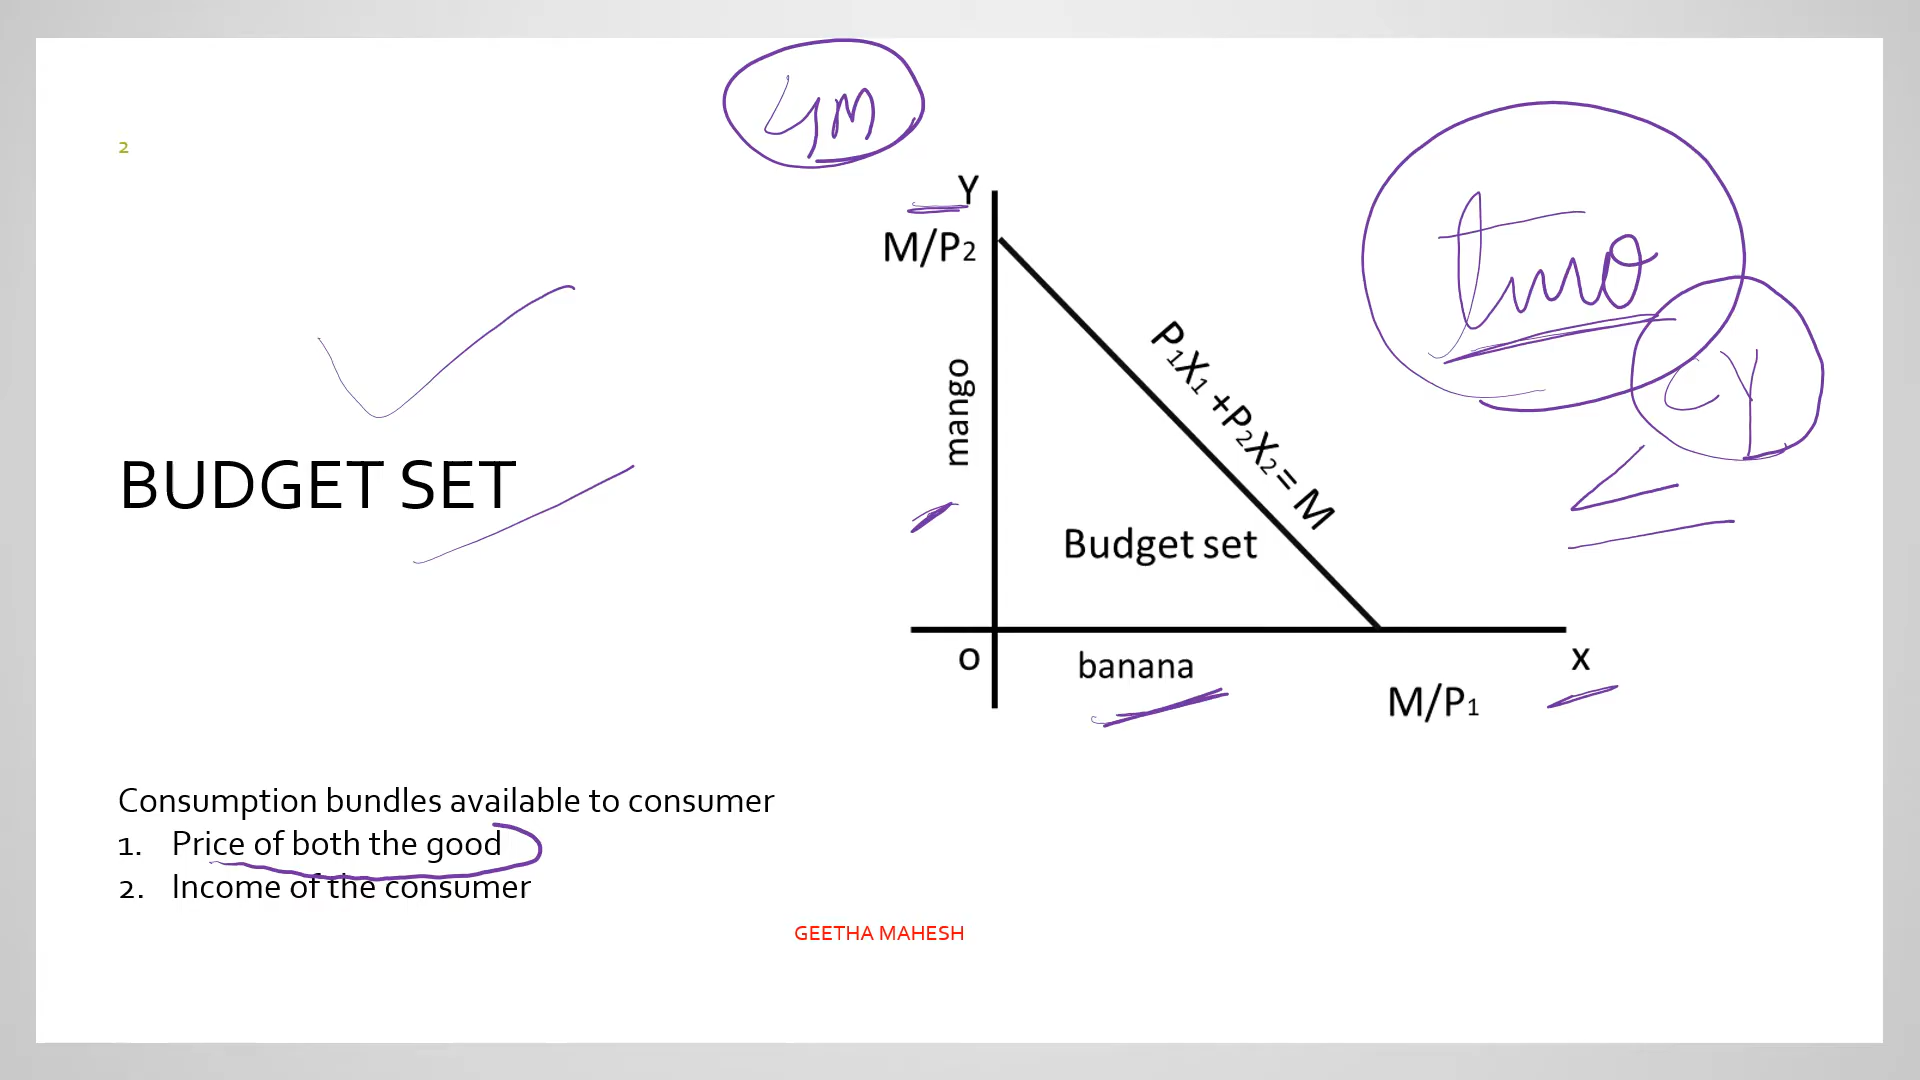 2
4m
Y
M/P2
two
mango
P1X1 +P2X2 = M
BUDGET SET
Budget set
O
banana
X
M/P1
Consumption bundles available to consumer
1. Price of both the good
2. Income of the consumer
GEETHA MAHESH